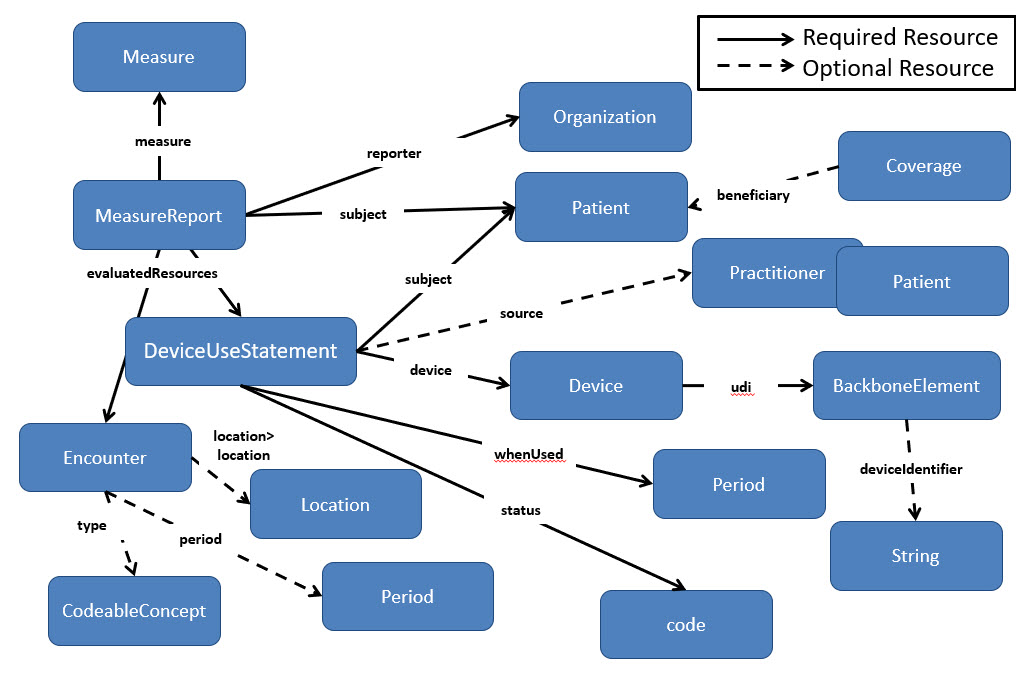 Measure
Required Resource
Optional Resource
Organization
measure
reporter
Coverage
MeasureReport
subject
Patient
beneficiary
evaluatedResources
subject
Practitioner
Patient
source
DeviceUseStatement
device
Device
udi
BackboneElement
location>
location
Encounter
whenUsed
deviceIdentifier
Location
Period
status
type
period
String
CodeableConcept
Period
code